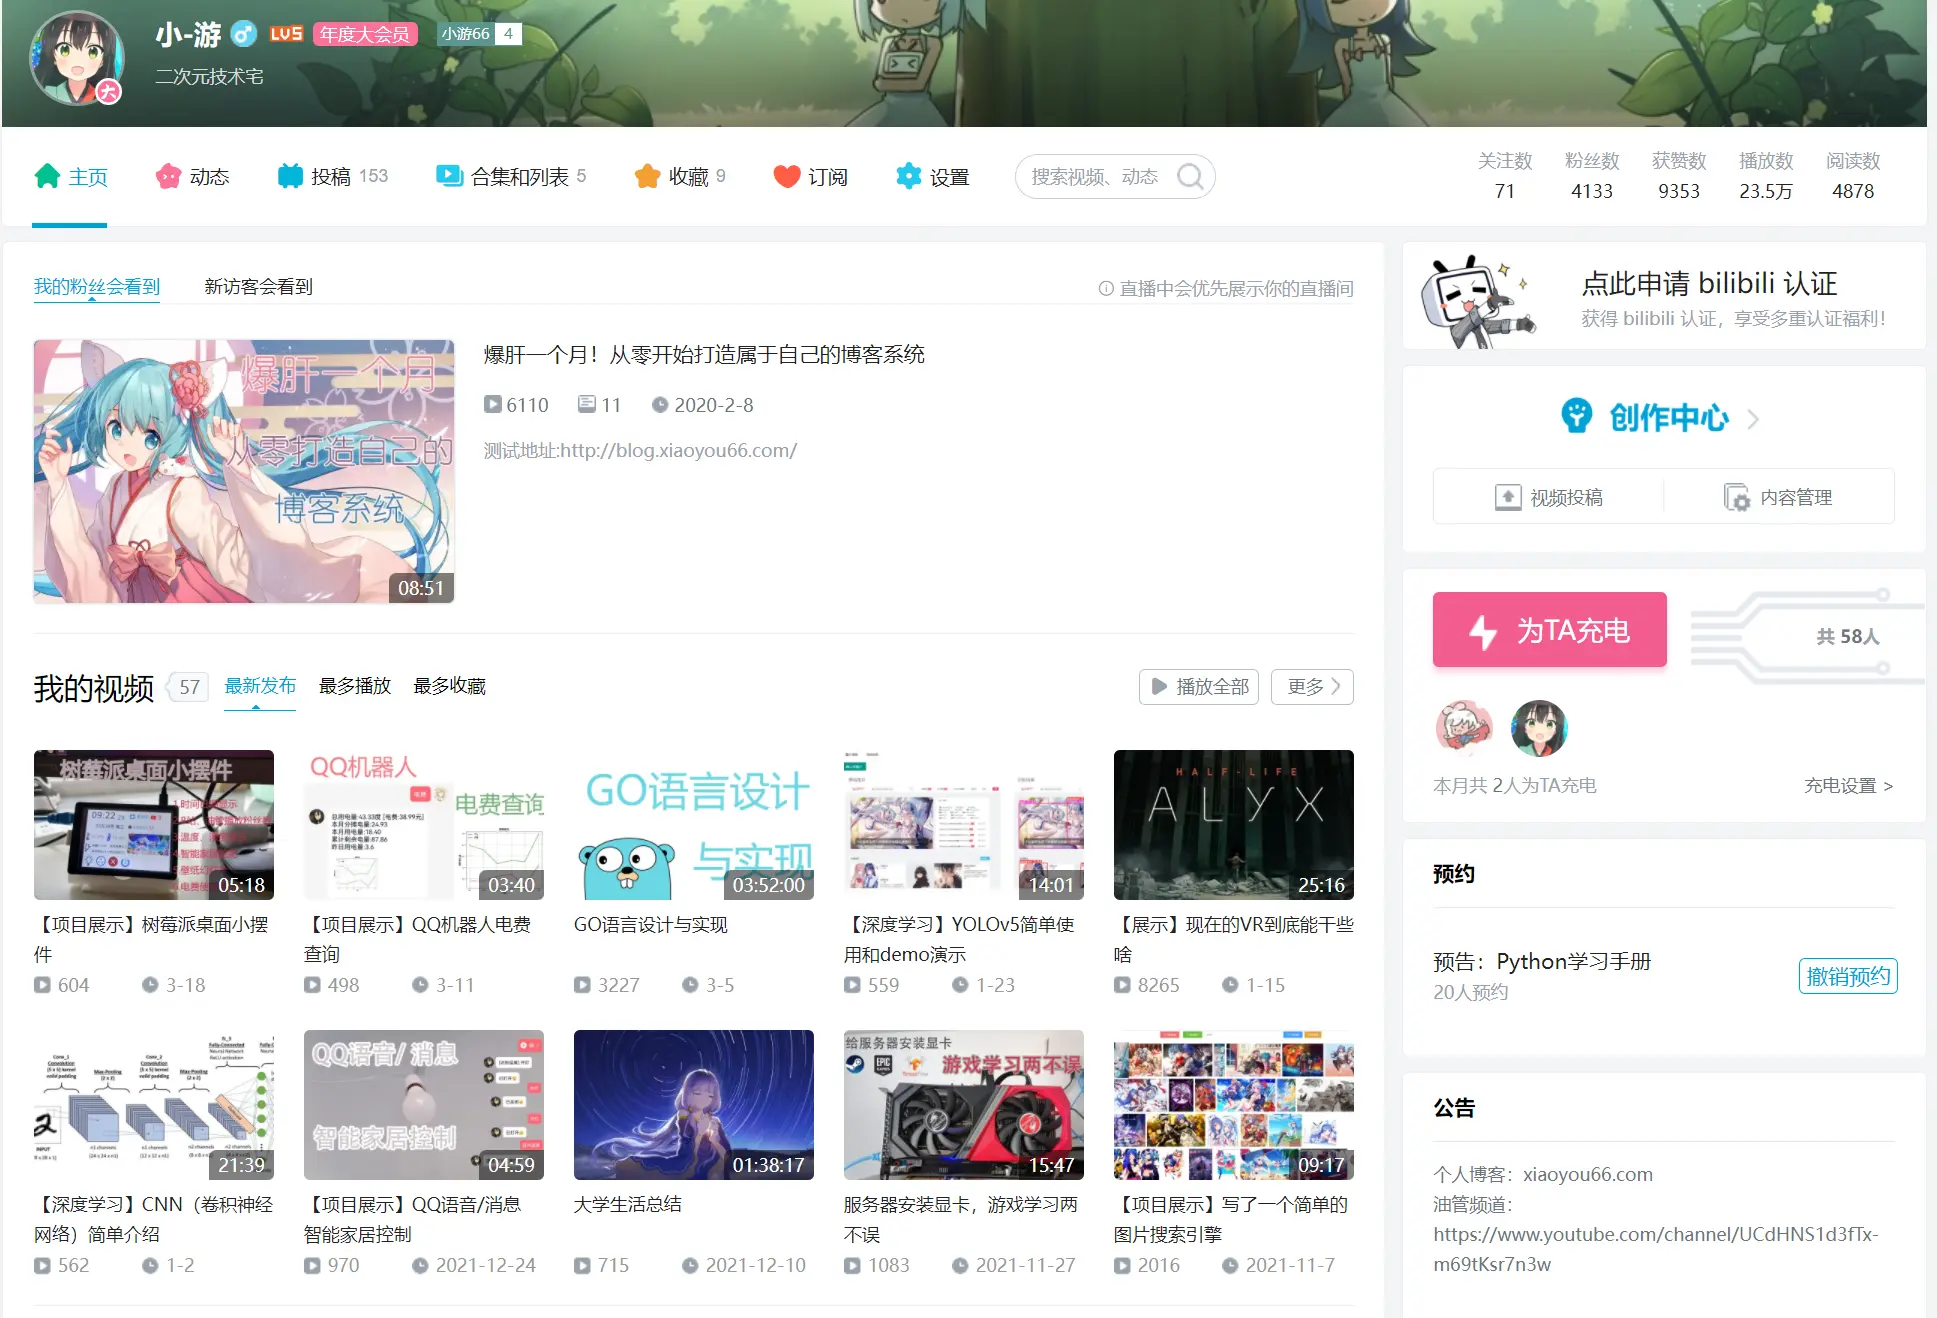 小-游 LV5 年度大会员 小游66 4
二次元技术宅
大
主页 动态 投稿 153 合集和列表 5 收藏 9 订阅 设置 搜索视频、动态
关注数 粉丝数 获赞数 播放数 阅读数
71 4133 9353 23.5万 4878
我的粉丝会看到 新访客会看到 直播中会优先展示你的直播间
爆肝一个月
从零打造自己的
博客系统
08:51
爆肝一个月！从零开始打造属于自己的博客系统
6110 11 2020-2-8
测试地址:http://blog.xiaoyou66.com/
我的视频 57 最新发布 最多播放 最多收藏 播放全部 更多
树莓派桌面小摆件
09:22
05:18
【项目展示】树莓派桌面小摆
件
604 3-18
QQ机器人
电费查询
03:40
【项目展示】QQ机器人电费
查询
498 3-11
GO语言设计
与实现
03:52:00
GO语言设计与实现
3227 3-5
14:01
【深度学习】YOLOv5简单使
用和demo演示
559 1-23
HALF-LIFE
ALYX
25:16
【展示】现在的VR到底能干些
啥
8265 1-15
21:39
【深度学习】CNN（卷积神经
网络）简单介绍
562 1-2
QQ语音/消息
智能家居控制
04:59
【项目展示】QQ语音/消息
智能家居控制
970 2021-12-24
01:38:17
大学生活总结
715 2021-12-10
给服务器安装显卡
游戏学习两不误
15:47
服务器安装显卡，游戏学习两
不误
1083 2021-11-27
09:17
【项目展示】写了一个简单的
图片搜索引擎
2016 2021-11-7
点此申请 bilibili 认证
获得 bilibili 认证，享受多重认证福利！
创作中心
视频投稿 内容管理
为TA充电 共 58人
本月共 2人为TA充电 充电设置 >
预约
预告：Python学习手册
20人预约
撤销预约
公告
个人博客：xiaoyou66.com
油管频道：
https://www.youtube.com/channel/UCdHNS1d3fTx-
m69tKsr7n3w